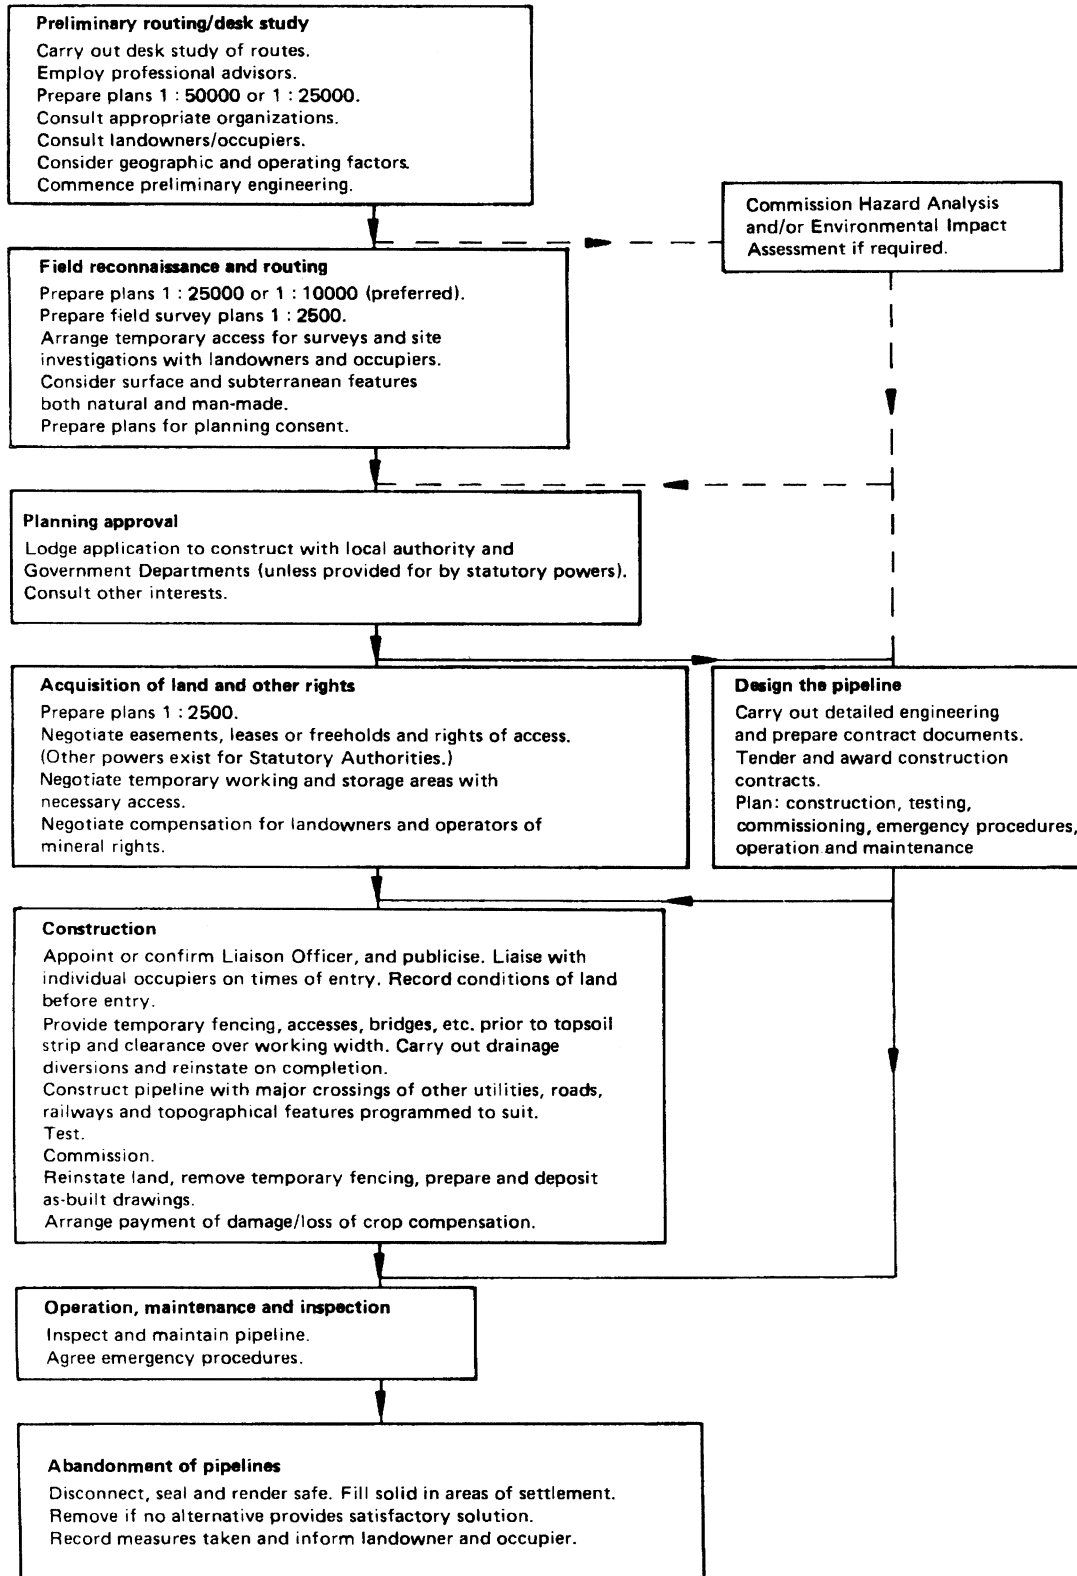 Preliminary routing/desk study
Carry out desk study of routes.
Employ professional advisors.
Prepare plans 1 : 50000 or 1 : 25000.
Consult appropriate organizations.
Consult landowners/occupiers.
Consider geographic and operating factors.
Commence preliminary engineering.
Commission Hazard Analysis
and/or Environmental Impact
Assessment if required.
Field reconnaissance and routing
Prepare plans 1 : 25000 or 1 : 10000 (preferred).
Prepare field survey plans 1 : 2500.
Arrange temporary access for surveys and site
investigations with landowners and occupiers.
Consider surface and subterranean features
both natural and man-made.
Prepare plans for planning consent.
Planning approval
Lodge application to construct with local authority and
Government Departments (unless provided for by statutory powers).
Consult other interests.
Acquisition of land and other rights
Prepare plans 1 : 2500.
Negotiate easements, leases or freeholds and rights of access.
(Other powers exist for Statutory Authorities.)
Negotiate temporary working and storage areas with
necessary access.
Negotiate compensation for landowners and operators of
mineral rights.
Design the pipeline
Carry out detailed engineering
and prepare contract documents.
Tender and award construction
contracts.
Plan: construction, testing,
commissioning, emergency procedures,
operation and maintenance
Construction
Appoint or confirm Liaison Officer, and publicise. Liaise with
individual occupiers on times of entry. Record conditions of land
before entry.
Provide temporary fencing, accesses, bridges, etc. prior to topsoil
strip and clearance over working width. Carry out drainage
diversions and reinstate on completion.
Construct pipeline with major crossings of other utilities, roads,
railways and topographical features programmed to suit.
Test.
Commission.
Reinstate land, remove temporary fencing, prepare and deposit
as-built drawings.
Arrange payment of damage/loss of crop compensation.
Operation, maintenance and inspection
Inspect and maintain pipeline.
Agree emergency procedures.
Abandonment of pipelines
Disconnect, seal and render safe. Fill solid in areas of settlement.
Remove if no alternative provides satisfactory solution.
Record measures taken and inform landowner and occupier.